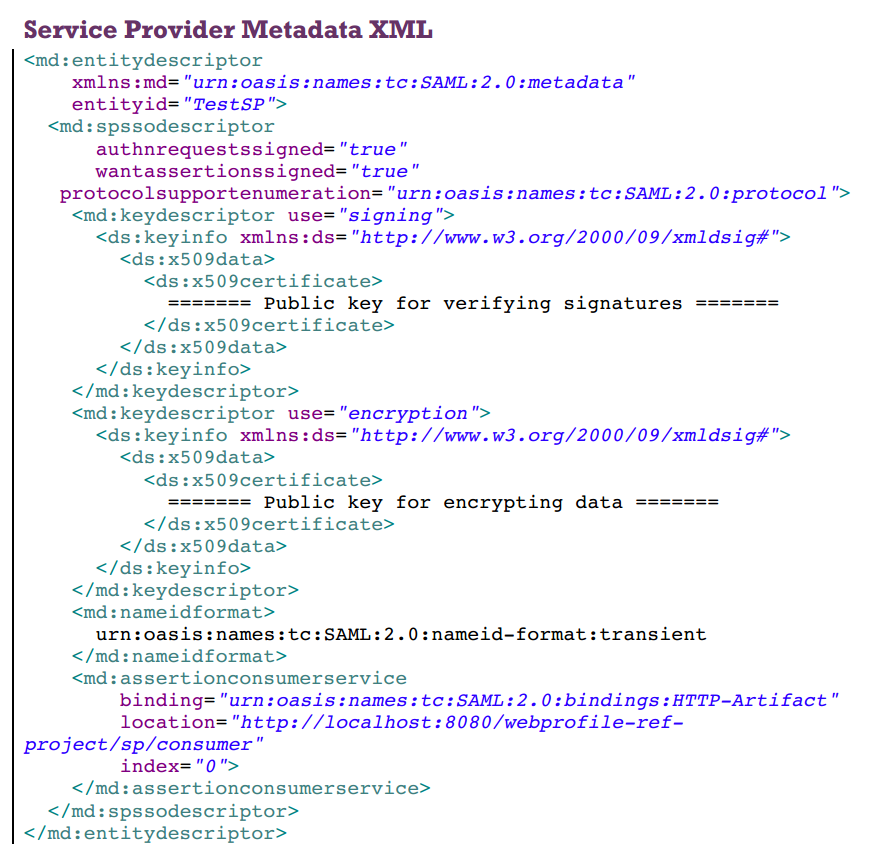 Service Provider Metadata XML
<md:entitydescriptor
xmlns:md="urn:oasis:names:tc:SAML:2.0:metadata"
entityid="TestSP">
<md:spssodescriptor
authnrequestssigned="true"
wantassertionssigned="true"
protocolsupportenumeration="urn:oasis:names:tc:SAML:2.0:protocol">
<md:keydescriptor use="signing">
<ds:keyinfo xmlns:ds="http://www.w3.org/2000/09/xmldsig#">
<ds:x509data>
<ds:x509certificate>
======= Public key for verifying signatures =======
</ds:x509certificate>
</ds:x509data>
</ds:keyinfo>
</md:keydescriptor>
<md:keydescriptor use="encryption">
<ds:keyinfo xmlns:ds="http://www.w3.org/2000/09/xmldsig#">
<ds:x509data>
<ds:x509certificate>
======= Public key for encrypting data =======
</ds:x509certificate>
</ds:x509data>
</ds:keyinfo>
</md:keydescriptor>
<md:nameidformat>
urn:oasis:names:tc:SAML:2.0:nameid-format:transient
</md:nameidformat>
<md:assertionconsumerservice
binding="urn:oasis:names:tc:SAML:2.0:bindings:HTTP-Artifact"
location="http://localhost:8080/webprofile-ref-
project/sp/consumer"
index="0">
</md:assertionconsumerservice>
</md:spssodescriptor>
</md:entitydescriptor>